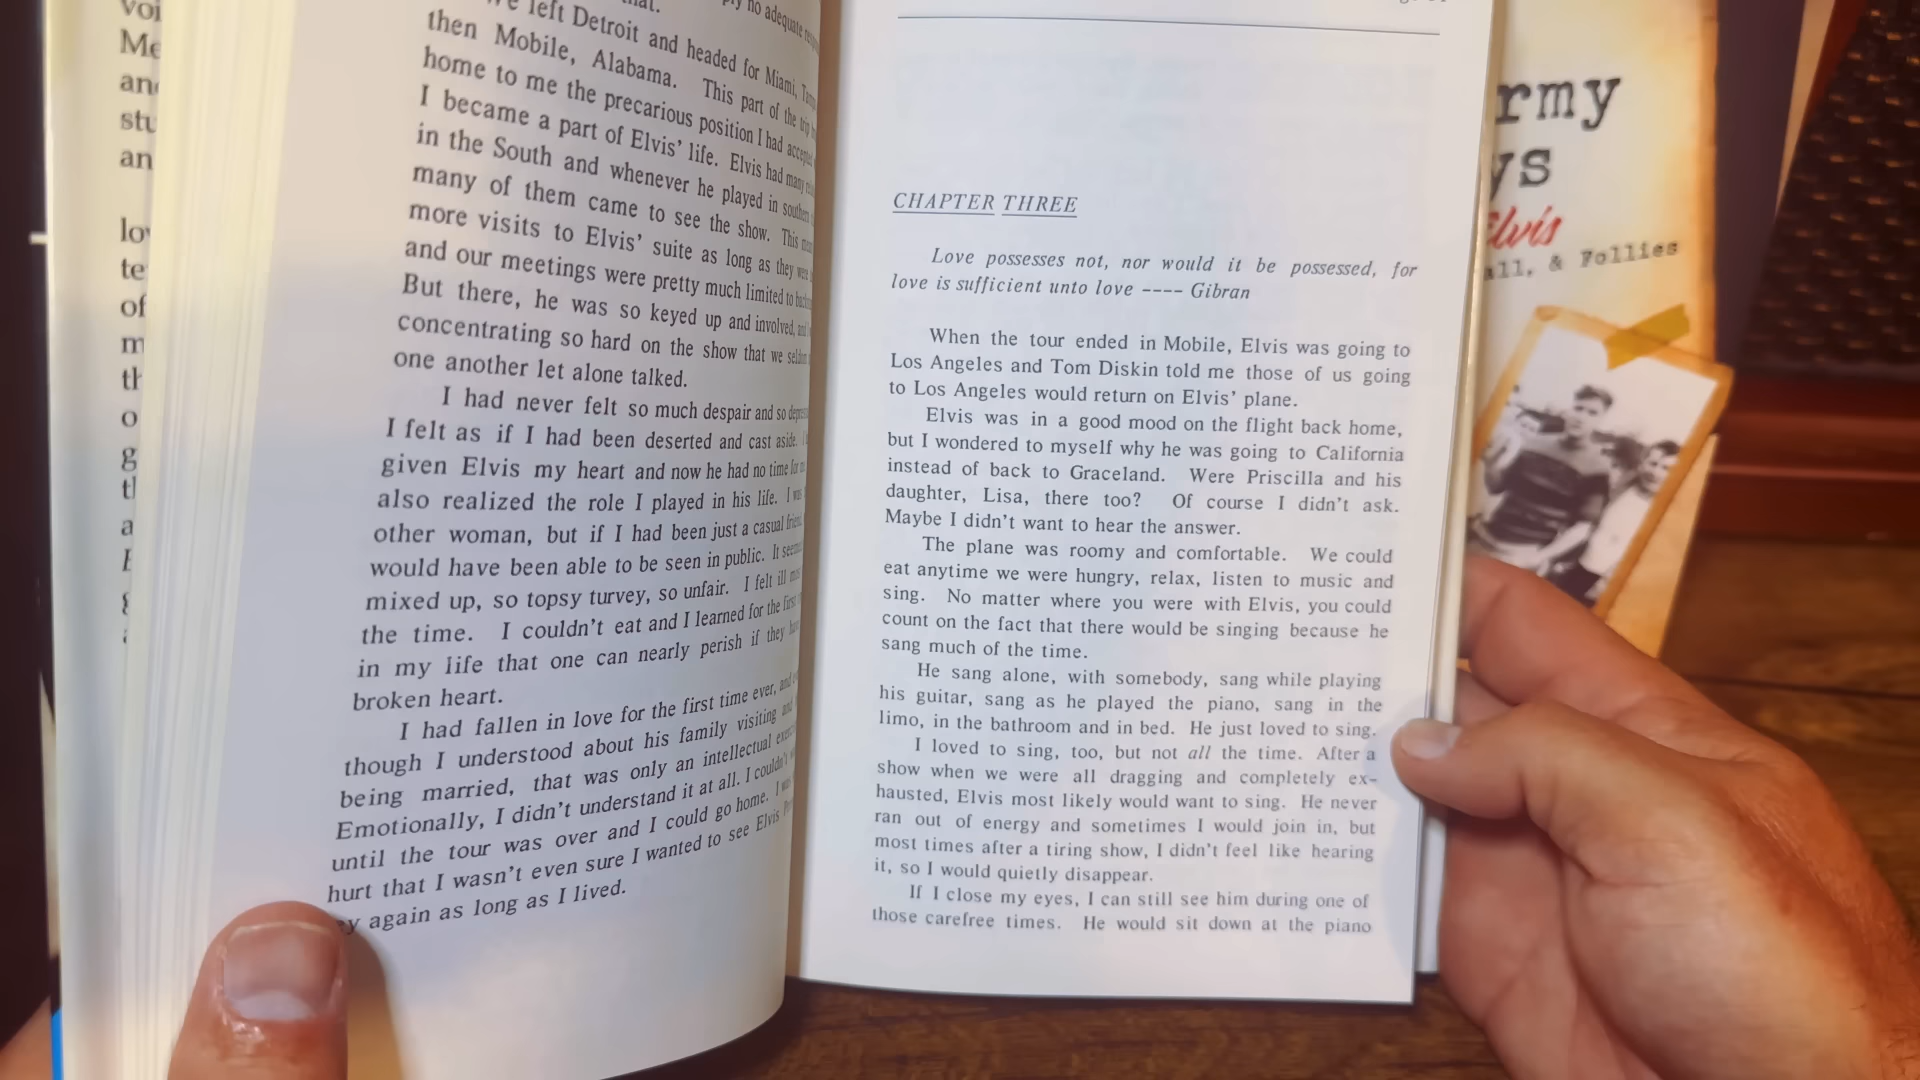 left Detroit and headed for Miami,
then Mobile, Alabama. This part of the trip
home to me the precarious position I had
I became a part of Elvis' life. Elvis had many
in the South and whenever he played in southern
many of them came to see the show. This
more visits to Elvis' suite as long as they were
and our meetings were pretty much limited to
But there, he was so keyed up and involved,
concentrating so hard on the show that we
one another let alone talked.
I had never felt so much despair and so
I felt as if I had been deserted and cast aside.
given Elvis my heart and now he had no time for
also realized the role I played in his life. I was
other woman, but if I had been just a casual
would have been able to be seen in public. It
mixed up, so topsy turvey, so unfair. I felt ill
the time. I couldn't eat and I learned for the first
in my life that one can nearly perish if they
broken heart.
I had fallen in love for the first time ever, and
though I understood about his family visiting and
being married, that was only an intellectual
Emotionally, I didn't understand it at all. I couldn't
until the tour was over and I could go home. I
hurt that I wasn't even sure I wanted to see Elvis
again as long as I lived.
CHAPTER THREE
Love possesses not, nor would it be possessed, for
love is sufficient unto love ---- Gibran
When the tour ended in Mobile, Elvis was going to
Los Angeles and Tom Diskin told me those of us going
to Los Angeles would return on Elvis' plane.
Elvis was in a good mood on the flight back home,
but I wondered to myself why he was going to California
instead of back to Graceland. Were Priscilla and his
daughter, Lisa, there too? Of course I didn't ask.
Maybe I didn't want to hear the answer.
The plane was roomy and comfortable. We could
eat anytime we were hungry, relax, listen to music and
sing. No matter where you were with Elvis, you could
count on the fact that there would be singing because he
sang much of the time.
He sang alone, with somebody, sang while playing
his guitar, sang as he played the piano, sang in the
limo, in the bathroom and in bed. He just loved to sing.
I loved to sing, too, but not all the time. After a
show when we were all dragging and completely ex-
hausted, Elvis most likely would want to sing. He never
ran out of energy and sometimes I would join in, but
most times after a tiring show, I didn't feel like hearing
it, so I would quietly disappear.
If I close my eyes, I can still see him during one of
those carefree times. He would sit down at the piano
rmy
ys
Elvis
all, & Follies